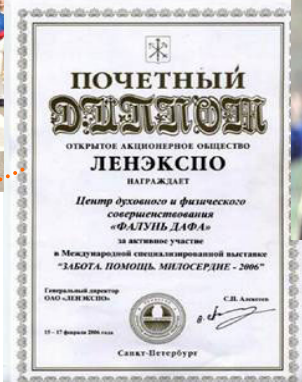 ПОЧЕТНЫЙ
ДИПЛОМ
ОТКРЫТОЕ АКЦИОНЕРНОЕ ОБЩЕСТВО
ЛЕНЭКСПО
НАГРАЖДАЕТ
Центр духовного и физического
совершенствования
«ФАЛУНЬ ДАФА»
за активное участие
в Международной специализированной выставке
"ЗАБОТА. ПОМОЩЬ. МИЛОСЕРДИЕ - 2006"
Генеральный директор
ОАО «ЛЕНЭКСПО»
С.П. Алексеев
15 - 17 февраля 2006 года
Санкт-Петербург